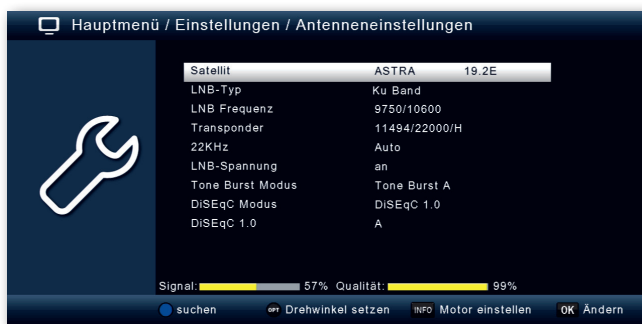 Hauptmenü / Einstellungen / Antenneneinstellungen
Satellit ASTRA 19.2E
LNB-Typ Ku Band
LNB Frequenz 9750/10600
Transponder 11494/22000/H
22KHz Auto
LNB-Spannung an
Tone Burst Modus Tone Burst A
DiSEqC Modus DiSEqC 1.0
DiSEqC 1.0 A
Signal: 57% Qualität: 99%
suchen OPT Drehwinkel setzen INFO Motor einstellen OK Ändern